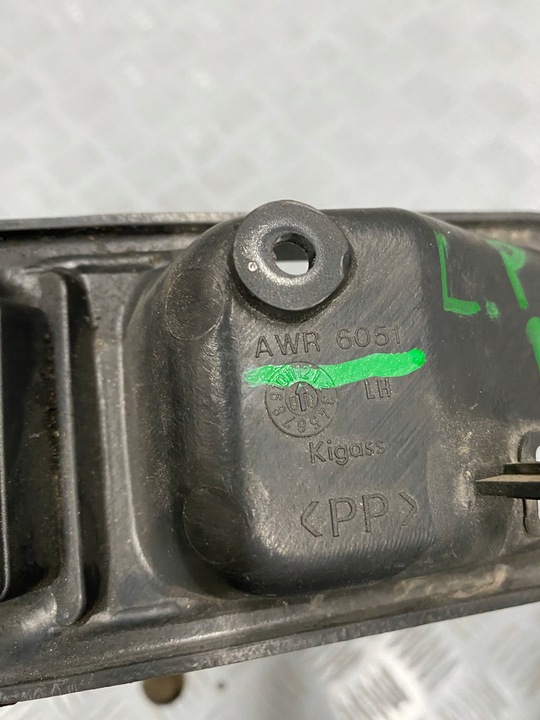 L.P
AWR 6051
LH
Kigass
<PP>